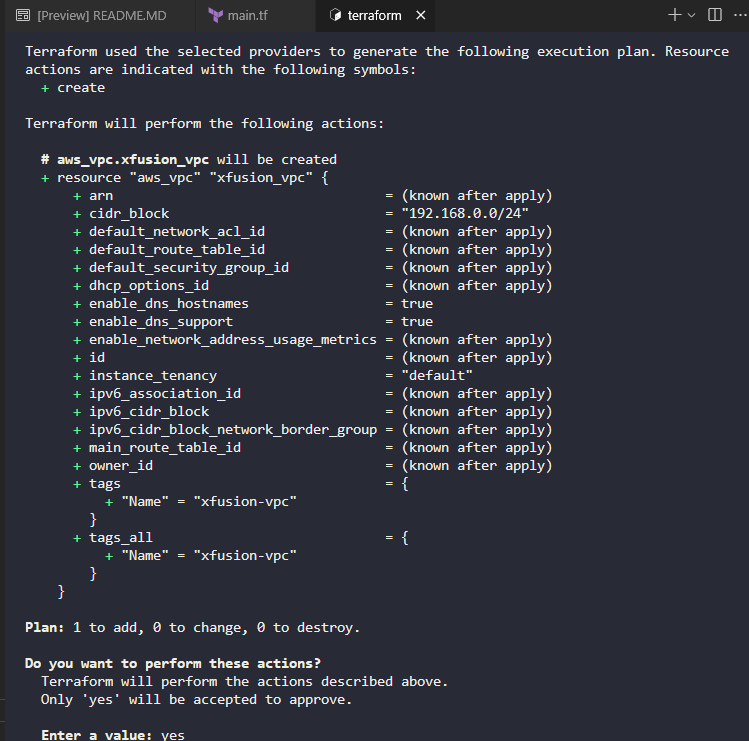 [Preview] README.MD main.tf terraform
Terraform used the selected providers to generate the following execution plan. Resource
actions are indicated with the following symbols:
+ create
Terraform will perform the following actions:
# aws_vpc.xfusion_vpc will be created
+ resource "aws_vpc" "xfusion_vpc" {
+ arn = (known after apply)
+ cidr_block = "192.168.0.0/24"
+ default_network_acl_id = (known after apply)
+ default_route_table_id = (known after apply)
+ default_security_group_id = (known after apply)
+ dhcp_options_id = (known after apply)
+ enable_dns_hostnames = true
+ enable_dns_support = true
+ enable_network_address_usage_metrics = (known after apply)
+ id = (known after apply)
+ instance_tenancy = "default"
+ ipv6_association_id = (known after apply)
+ ipv6_cidr_block = (known after apply)
+ ipv6_cidr_block_network_border_group = (known after apply)
+ main_route_table_id = (known after apply)
+ owner_id = (known after apply)
+ tags = {
+ "Name" = "xfusion-vpc"
}
+ tags_all = {
+ "Name" = "xfusion-vpc"
}
}
Plan: 1 to add, 0 to change, 0 to destroy.
Do you want to perform these actions?
Terraform will perform the actions described above.
Only 'yes' will be accepted to approve.
Enter a value: yes